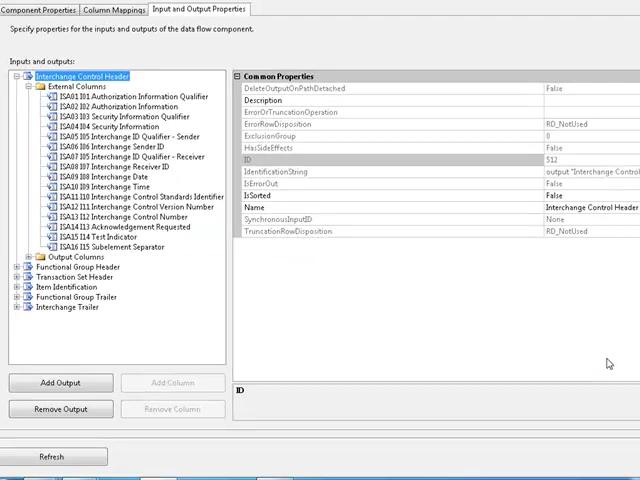 Component Properties Column Mappings Input and Output Properties
Specify properties for the inputs and outputs of the data flow component.
Inputs and outputs:
Interchange Control Header
External Columns
ISA01 I01 Authorization Information Qualifier
ISA02 I02 Authorization Information
ISA03 I03 Security Information Qualifier
ISA04 I04 Security Information
ISA05 I05 Interchange ID Qualifier - Sender
ISA06 I06 Interchange Sender ID
ISA07 I05 Interchange ID Qualifier - Receiver
ISA08 I07 Interchange Receiver ID
ISA09 I08 Interchange Date
ISA10 I09 Interchange Time
ISA11 I10 Interchange Control Standards Identifier
ISA12 I11 Interchange Control Version Number
ISA13 I12 Interchange Control Number
ISA14 I13 Acknowledgement Requested
ISA15 I14 Test Indicator
ISA16 I15 Subelement Separator
Output Columns
Functional Group Header
Transaction Set Header
Item Identification
Functional Group Trailer
Interchange Trailer
Common Properties
DeleteOutputOnPathDetached False
Description
ErrorOrTruncationOperation
ErrorRowDisposition RD_NotUsed
ExclusionGroup 0
HasSideEffects False
ID 512
IdentificationString output "Interchange Control
IsErrorOut False
IsSorted False
Name Interchange Control Header
SynchronousInputID None
TruncationRowDisposition RD_NotUsed
ID
Add Output Add Column
Remove Output Remove Column
Refresh